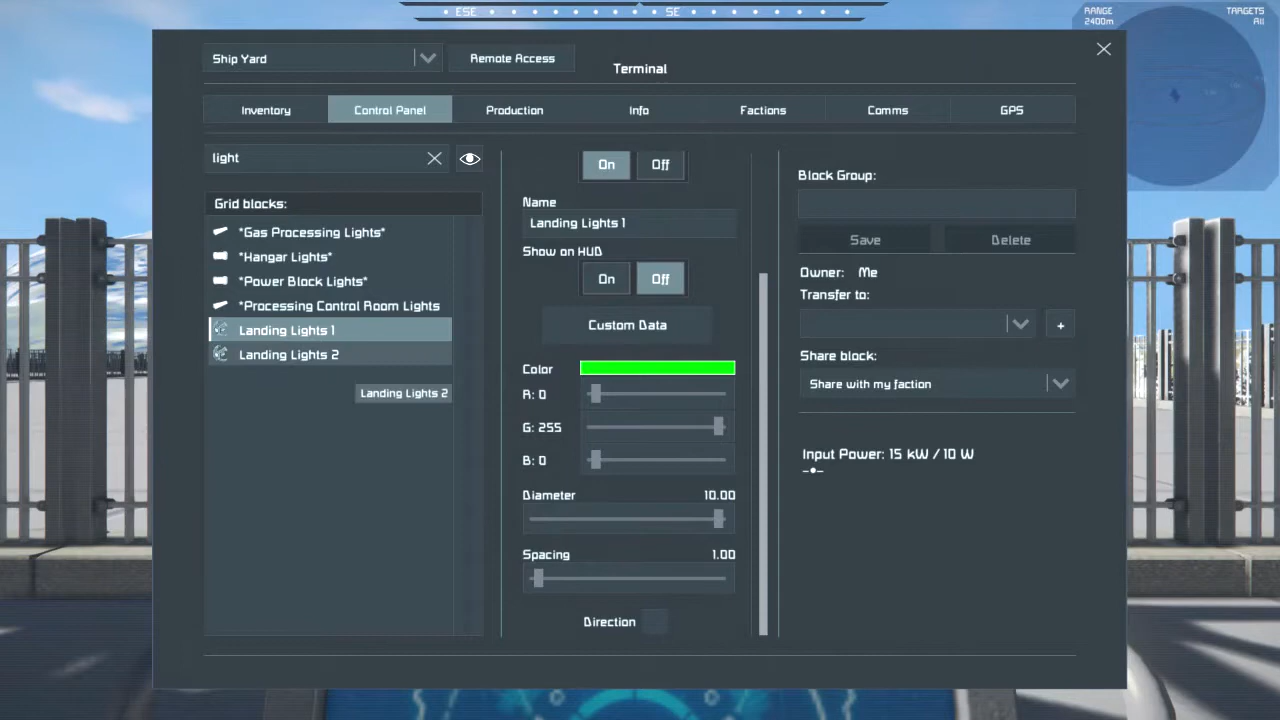 ESE
SE
RANGE
2400m
TARGETS
All
Ship Yard
Remote Access
Terminal
Inventory
Control Panel
Production
Info
Factions
Comms
GPS
light
Grid blocks:
*Gas Processing Lights*
*Hangar Lights*
*Power Block Lights*
*Processing Control Room Lights
Landing Lights 1
Landing Lights 2
Landing Lights 2
On
Off
Name
Landing Lights 1
Show on HUD
On
Off
Custom Data
Color
R: 0
G: 255
B: 0
Diameter
10.00
Spacing
1.00
Direction
Block Group:
Save
Delete
Owner: Me
Transfer to:
+
Share block:
Share with my faction
Input Power: 15 kW / 10 W